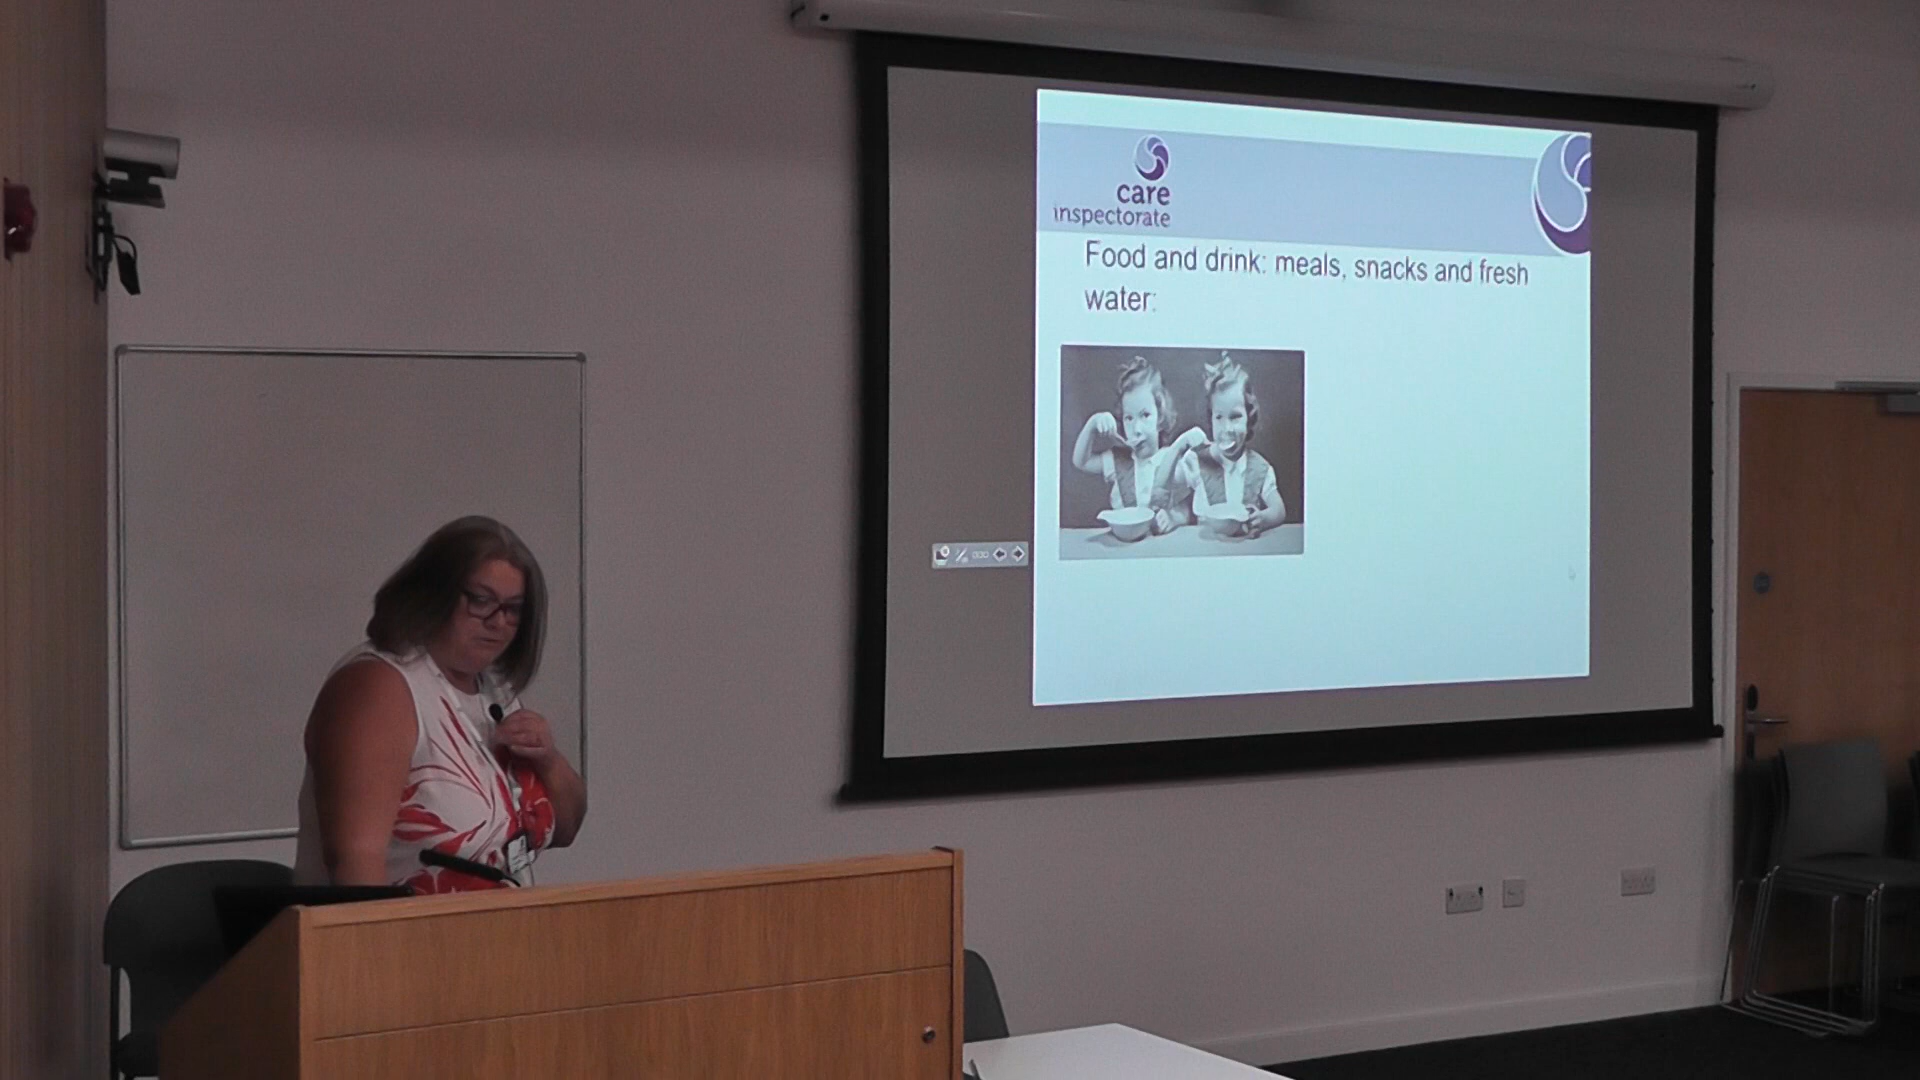 care
inspectorate
Food and drink: meals, snacks and fresh
water: